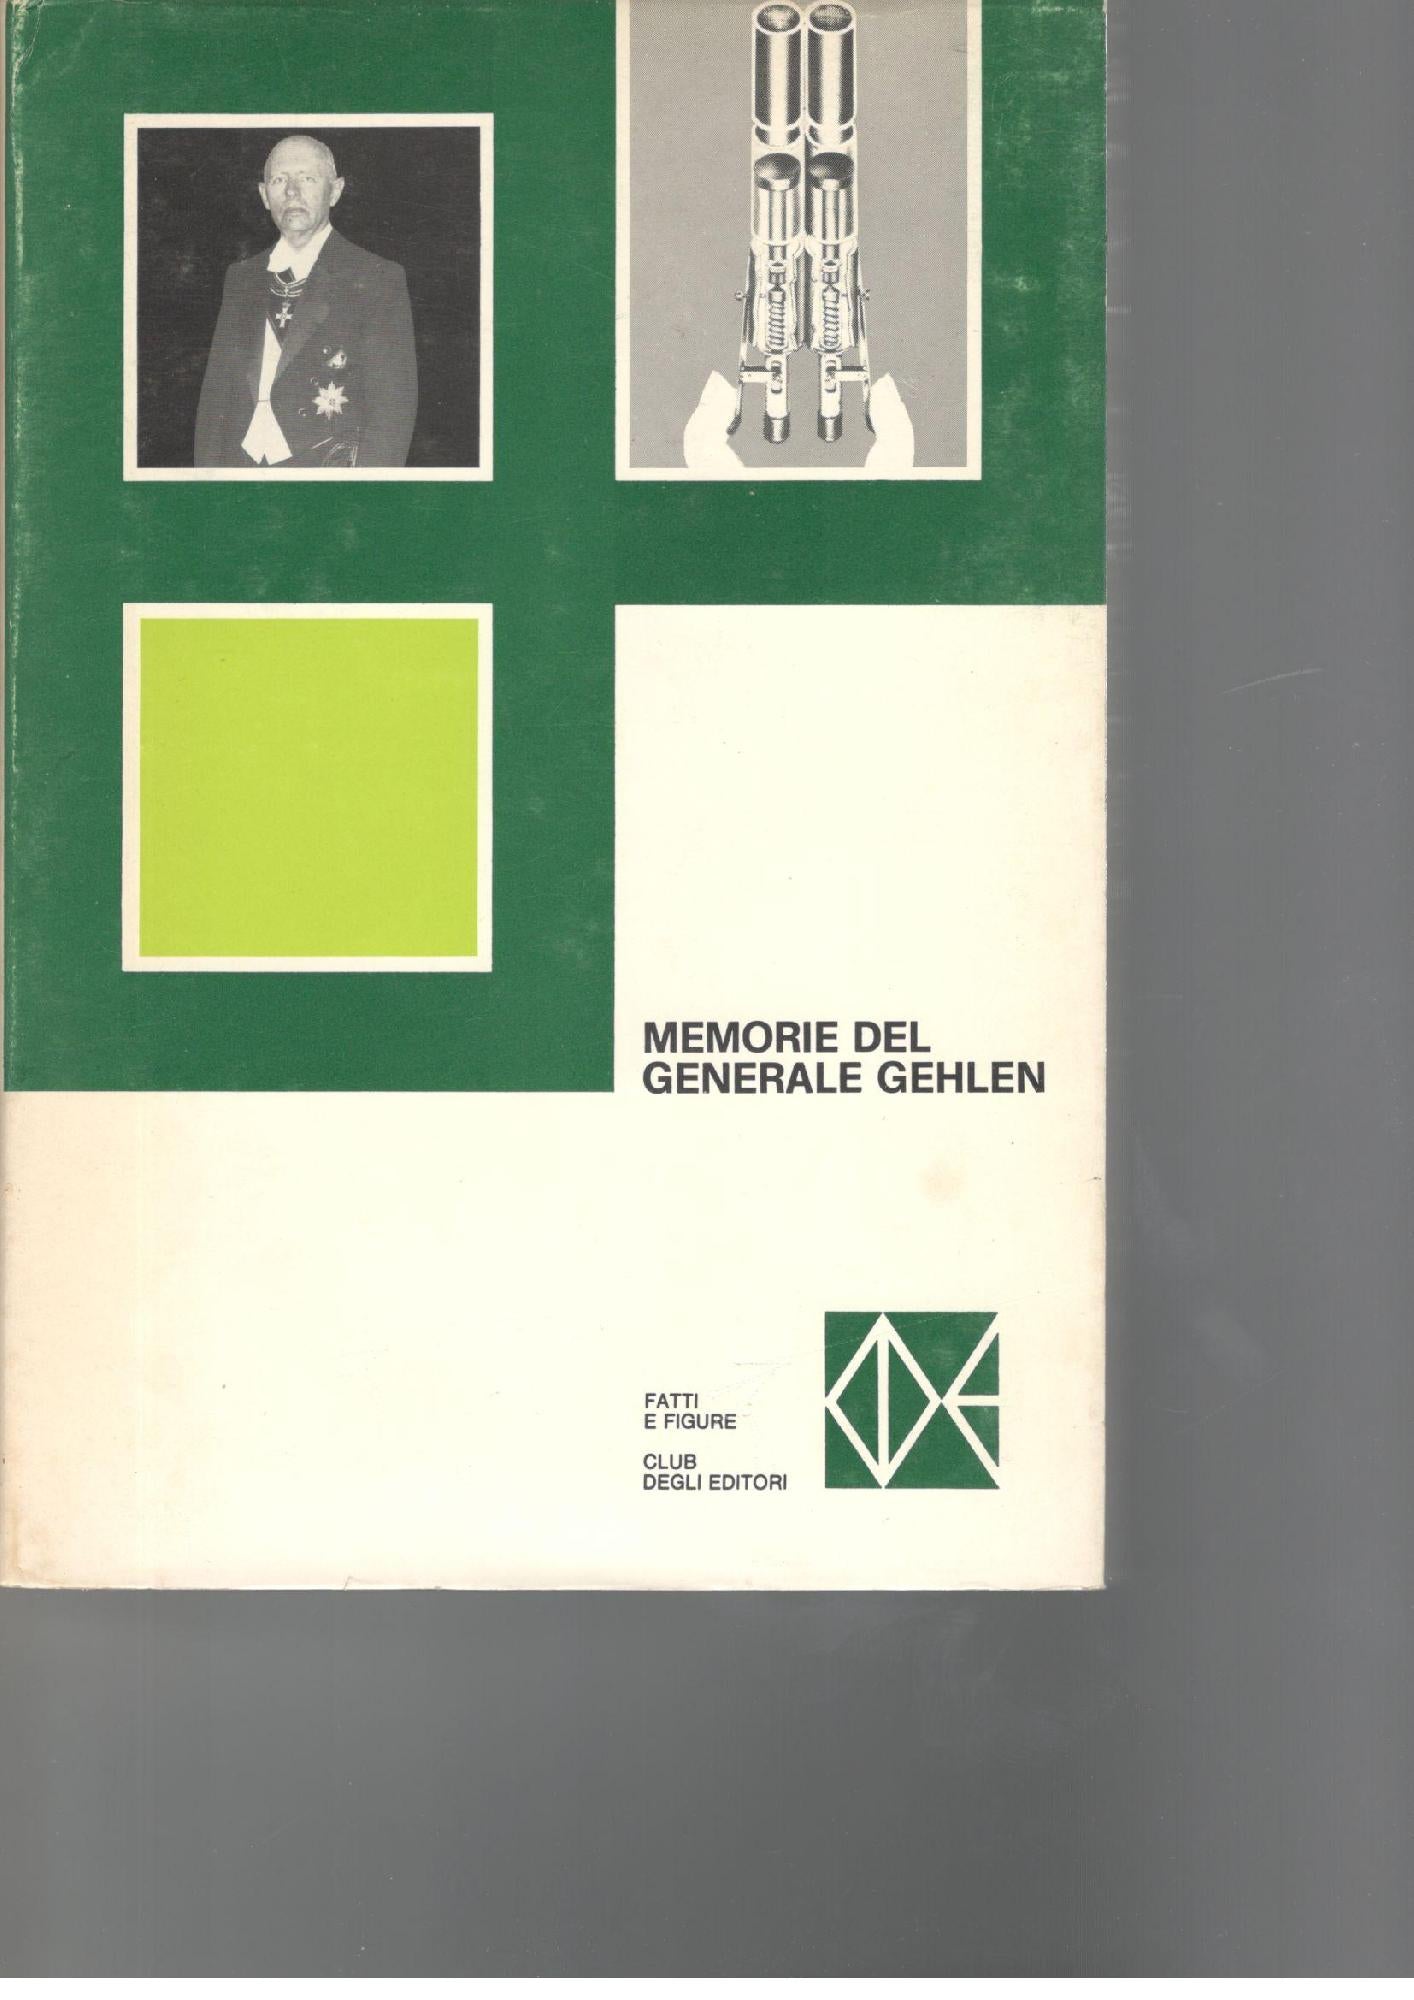 MEMORIE DEL
GENERALE GEHLEN
FATTI
E FIGURE
CLUB
DEGLI EDITORI